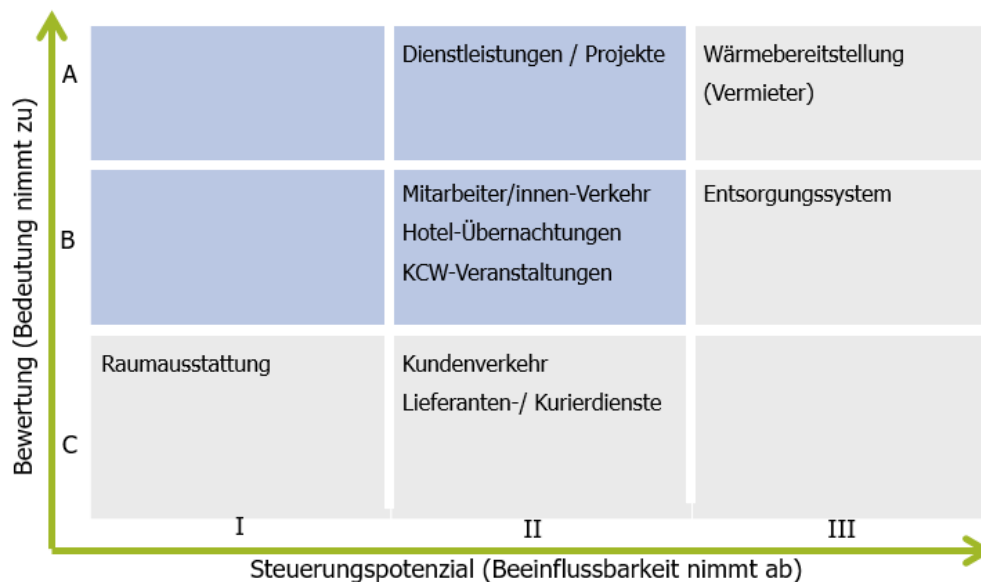 Bewertung (Bedeutung nimmt zu)
A
Dienstleistungen / Projekte
Wärmebereitstellung
(Vermieter)
B
Mitarbeiter/innen-Verkehr
Hotel-Übernachtungen
KCW-Veranstaltungen
Entsorgungssystem
C
Raumausstattung
Kundenverkehr
Lieferanten-/ Kurierdienste
I
II
III
Steuerungspotenzial (Beeinflussbarkeit nimmt ab)